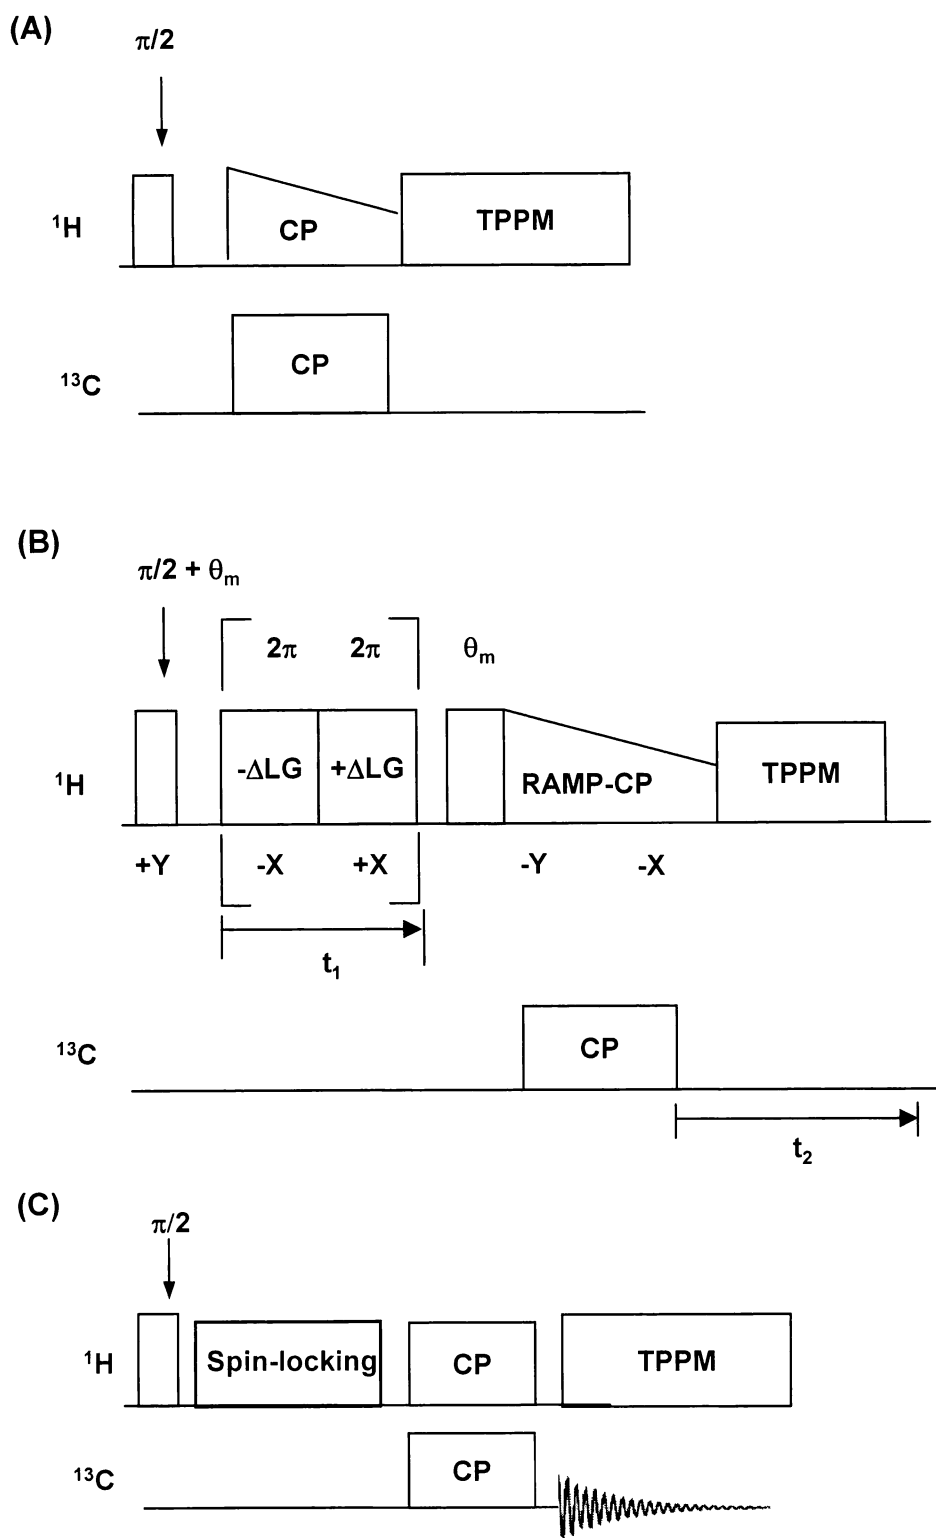 (A)
π/2
¹H
CP
TPPM
¹³C
CP
(B)
π/2 + θₘ
2π 2π θₘ
¹H
-ΔLG +ΔLG RAMP-CP TPPM
+Y -X +X -Y -X
t₁
¹³C
CP
t₂
(C)
π/2
¹H
Spin-locking CP TPPM
¹³C
CP